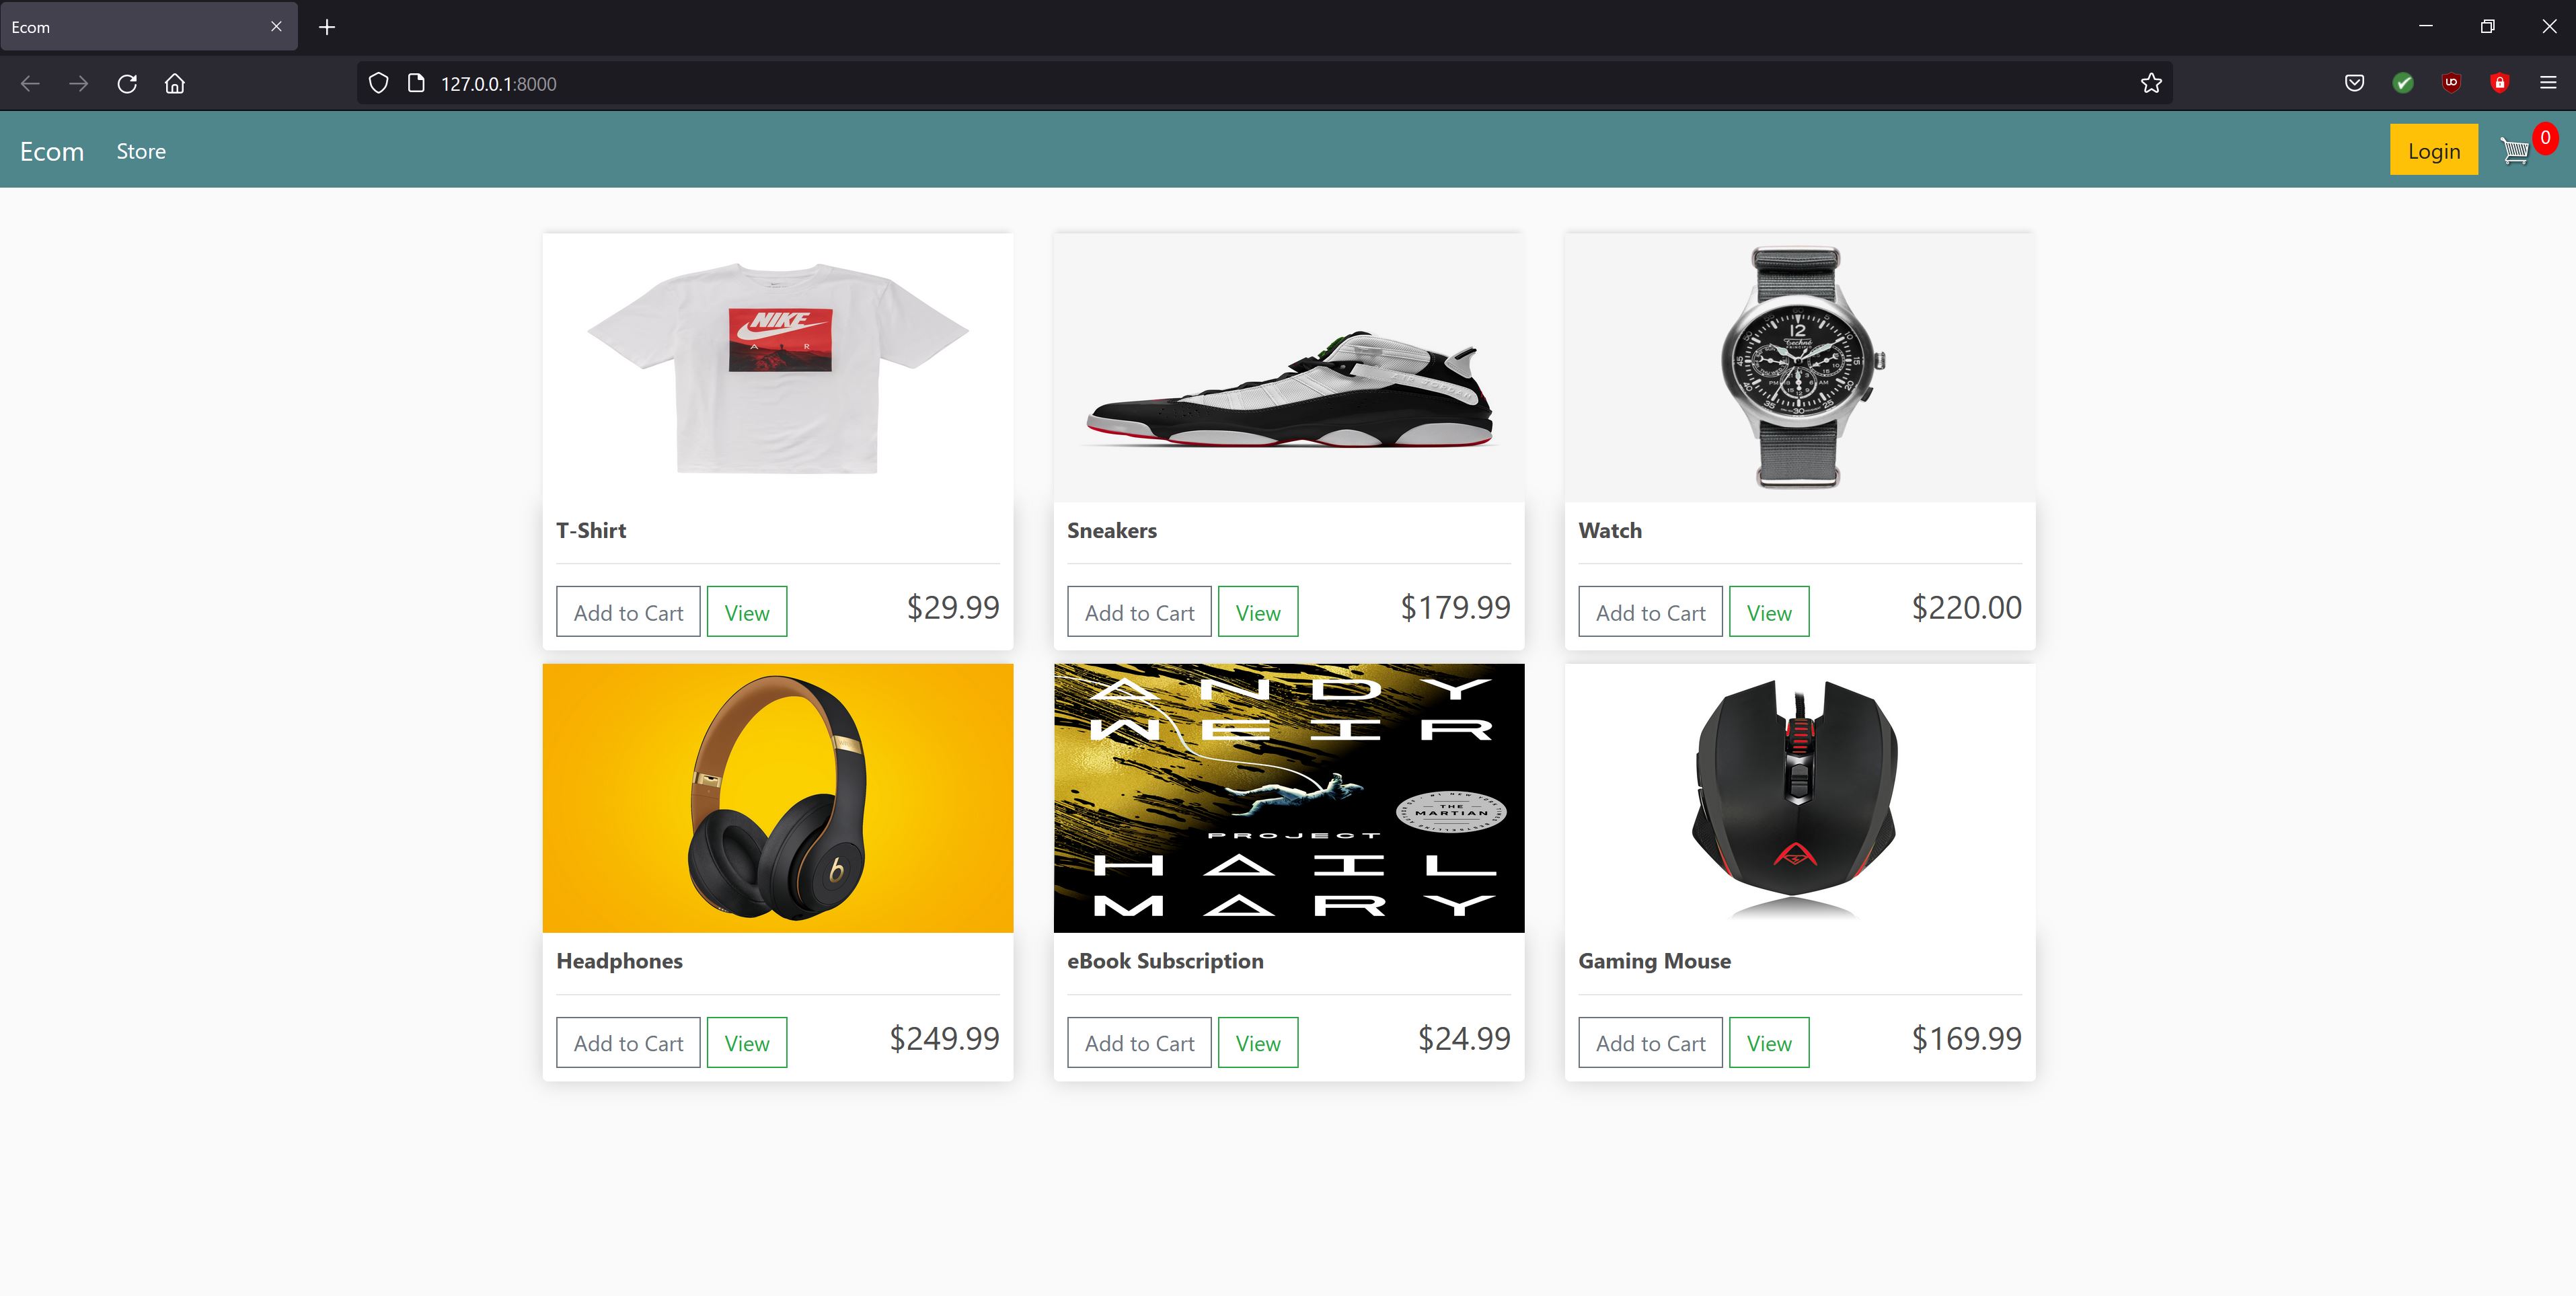 Ecom
127.0.0.1:8000
Ecom
Store
Login
0
NIKE
A R
12
Techné
T-Shirt
Add to Cart
View
$29.99
Sneakers
Add to Cart
View
$179.99
Watch
Add to Cart
View
$220.00
b
ANDY
WEIR
THE
MARTIAN
PROJECT
HAIL
MARY
Headphones
Add to Cart
View
$249.99
eBook Subscription
Add to Cart
View
$24.99
Gaming Mouse
Add to Cart
View
$169.99